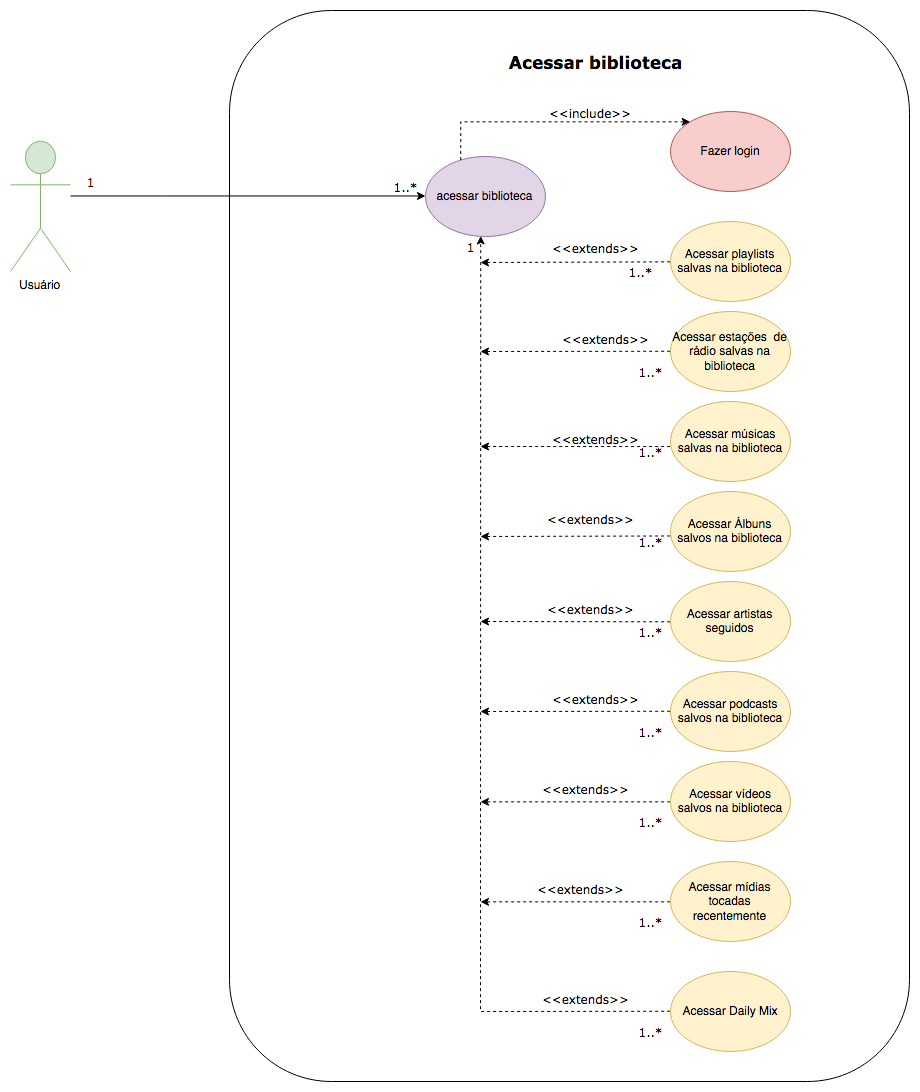 Acessar biblioteca
<<include>>
Fazer login
1
1..*
acessar biblioteca
Usuário
1
<<extends>>
1..*
Acessar playlists
salvas na biblioteca
<<extends>>
1..*
Acessar estações de
rádio salvas na
biblioteca
<<extends>>
1..*
Acessar músicas
salvas na biblioteca
<<extends>>
1..*
Acessar Álbuns
salvos na biblioteca
<<extends>>
1..*
Acessar artistas
seguidos
<<extends>>
1..*
Acessar podcasts
salvos na biblioteca
<<extends>>
1..*
Acessar vídeos
salvos na biblioteca
<<extends>>
1..*
Acessar mídias
tocadas
recentemente
<<extends>>
1..*
Acessar Daily Mix